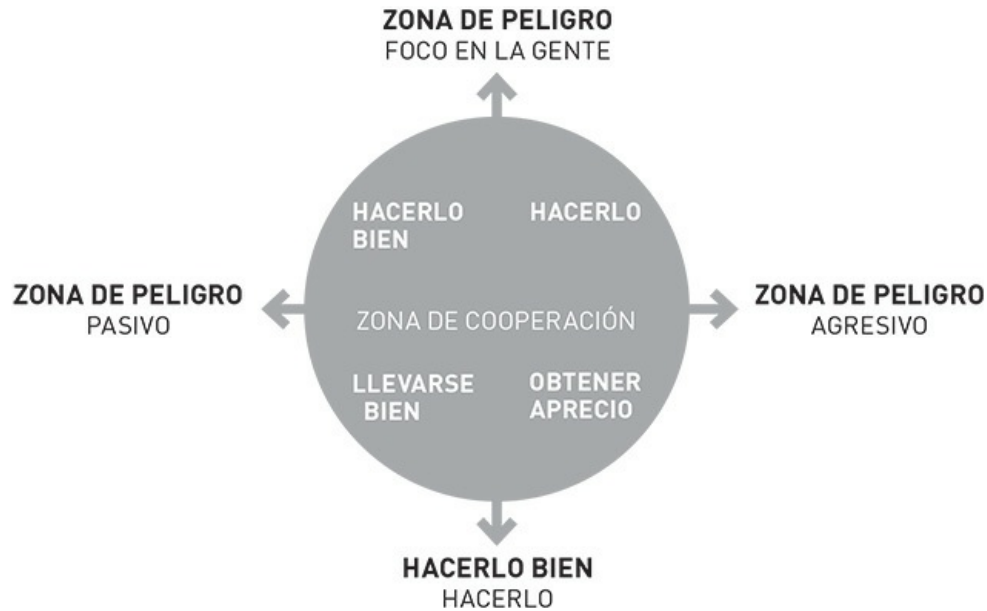 ZONA DE PELIGRO
FOCO EN LA GENTE
HACERLO
BIEN
HACERLO
ZONA DE PELIGRO
PASIVO
ZONA DE COOPERACIÓN
ZONA DE PELIGRO
AGRESIVO
LLEVARSE
BIEN
OBTENER
APRECIO
HACERLO BIEN
HACERLO